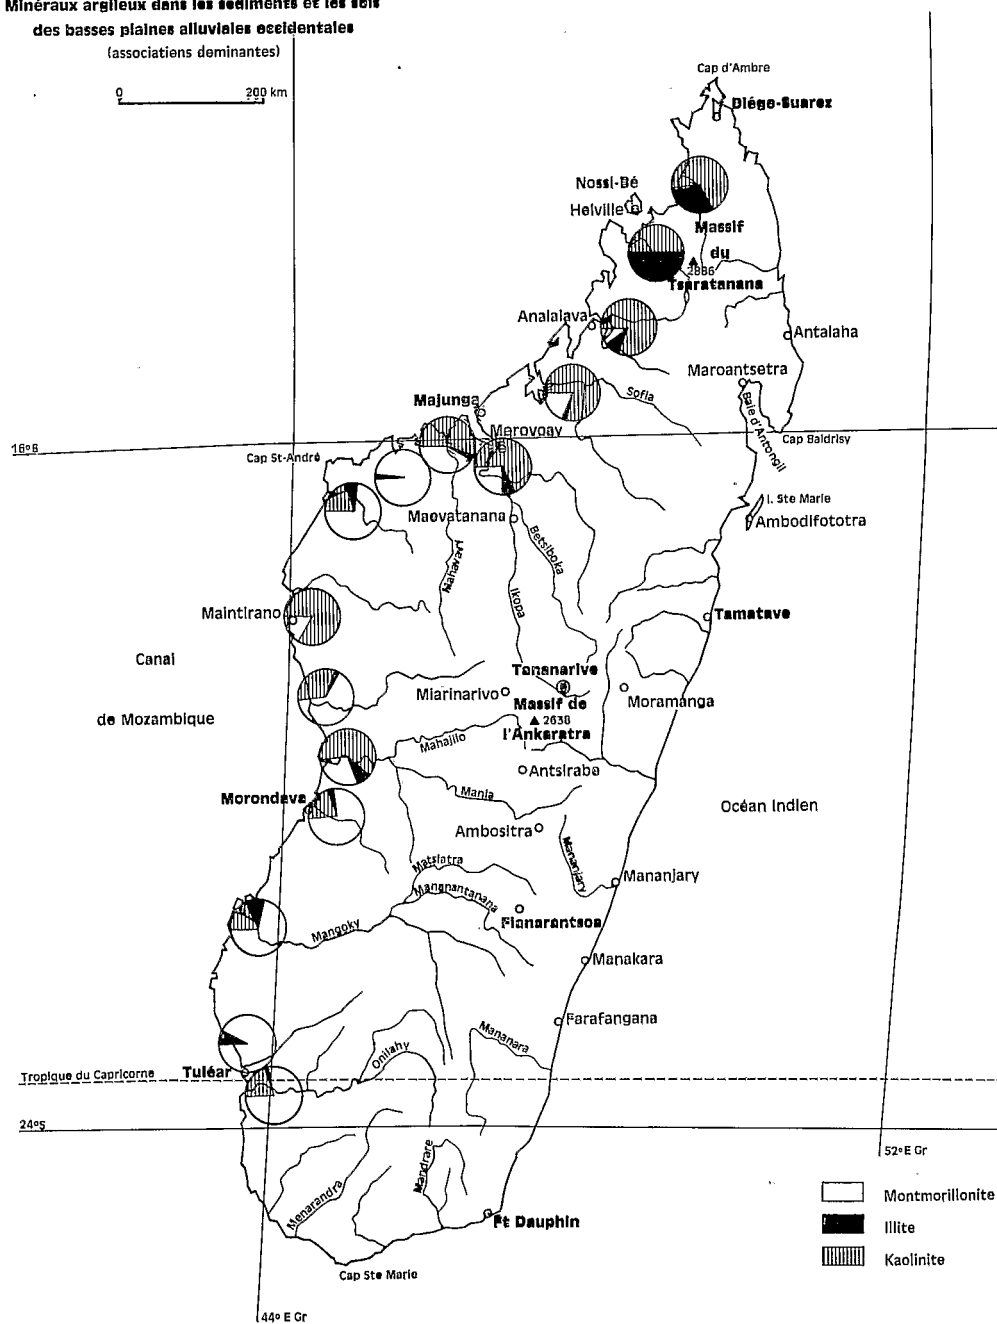 Minéraux argileux dans les sédiments et les sols
des basses plaines alluviales occidentales
(associations dominantes)
0 200 km
Cap d'Ambre
Diégo-Suarez
Nossi-Bé
Helville
Massif
du
2886
Tsaratanana
Analalava
Antalaha
Maroantsetra
Sofia
Majunga
Baie d'Antongil
Marovoay
Cap Baldrisy
16°S
Cap St-André
I. Ste Marie
Maevatanana
Ambodifototra
Betsiboka
Mahavavi
Ikopa
Maintirano
Tamatave
Canal
Tananarive
Miarinarivo
Moramanga
Massif de
de Mozambique
2638
l'Ankaratra
Mahajilo
Antsirabe
Mania
Morondava
Océan Indien
Ambositra
Mananjary
Matsiatra
Mananjary
Manantanana
Fianarantsoa
Mangoky
Manakara
Farafangana
Mananara
Onilahy
Tropique du Capricorne
Tuléar
24°S
52° E Gr
Mandrare
Menarandra
Montmorillonite
Illite
Ft Dauphin
Kaolinite
Cap Ste Marie
44° E Gr